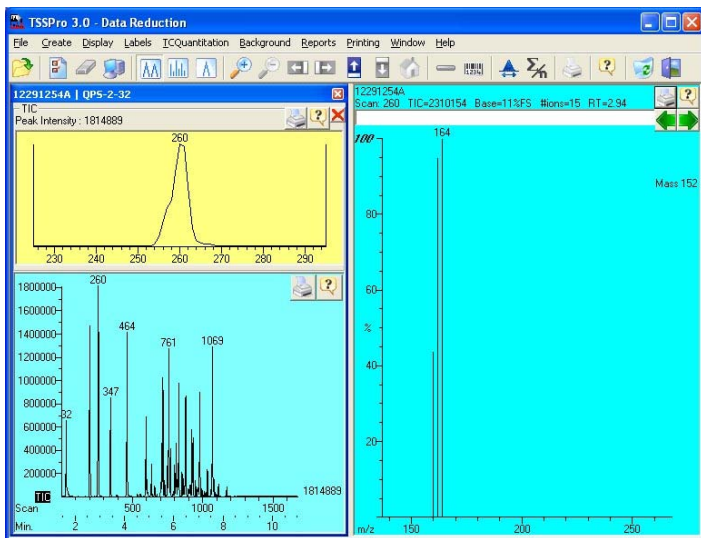 TSSPro 3.0 - Data Reduction
File Create Display Labels TCQuantitation Background Reports Printing Window Help
12291254A | QPS-2-32
TIC
Peak Intensity : 1814889
260
230 240 250 260 270 280 290
1800000
1600000
1400000
1200000
1000000
800000
600000
400000
200000
260
464
761
1069
347
32
1814889
TIC
Scan 500 1000 1500
Min. 2 4 6 8 10
12291254A
Scan: 260 TIC=2310154 Base=11%FS #ions=15 RT=2.94
100
164
Mass 152
80
60
%
40
20
m/z 150 200 250